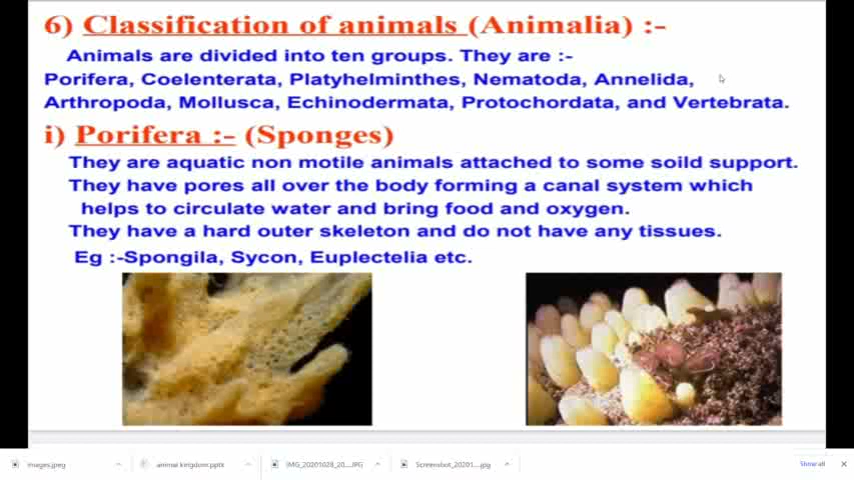 6) Classification of animals (Animalia) :-
Animals are divided into ten groups. They are :-
Porifera, Coelenterata, Platyhelminthes, Nematoda, Annelida,
Arthropoda, Mollusca, Echinodermata, Protochordata, and Vertebrata.
i) Porifera :- (Sponges)
They are aquatic non motile animals attached to some soild support.
They have pores all over the body forming a canal system which
helps to circulate water and bring food and oxygen.
They have a hard outer skeleton and do not have any tissues.
Eg :-Spongila, Sycon, Euplectelia etc.
images.jpeg
animal kingdom.pptx
IMG_20201028_20....JPG
Screenshot_20201....jpg
Show all